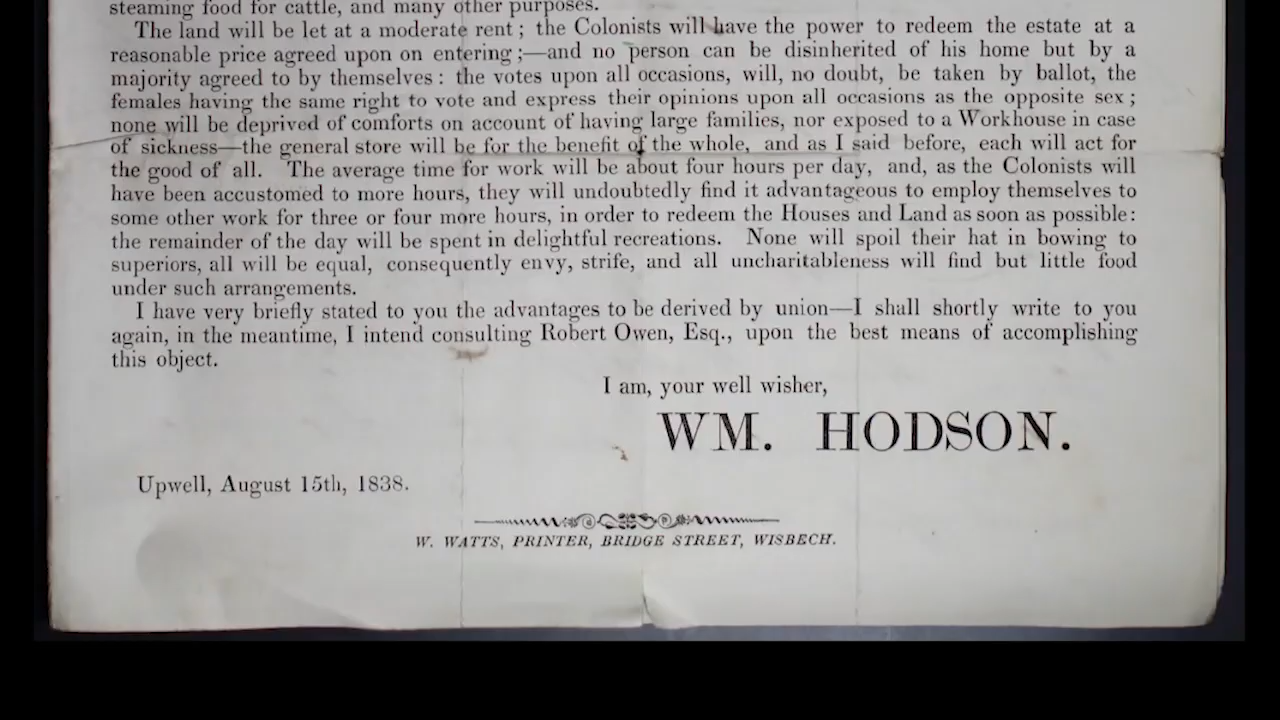 steaming food for cattle, and many other purposes.
The land will be let at a moderate rent; the Colonists will have the power to redeem the estate at a
reasonable price agreed upon on entering;—and no person can be disinherited of his home but by a
majority agreed to by themselves: the votes upon all occasions, will, no doubt, be taken by ballot, the
females having the same right to vote and express their opinions upon all occasions as the opposite sex;
none will be deprived of comforts on account of having large families, nor exposed to a Workhouse in case
of sickness—the general store will be for the benefit of the whole, and as I said before, each will act for
the good of all. The average time for work will be about four hours per day, and, as the Colonists will
have been accustomed to more hours, they will undoubtedly find it advantageous to employ themselves to
some other work for three or four more hours, in order to redeem the Houses and Land as soon as possible:
the remainder of the day will be spent in delightful recreations. None will spoil their hat in bowing to
superiors, all will be equal, consequently envy, strife, and all uncharitableness will find but little food
under such arrangements.
I have very briefly stated to you the advantages to be derived by union—I shall shortly write to you
again, in the meantime, I intend consulting Robert Owen, Esq., upon the best means of accomplishing
this object.
I am, your well wisher,
WM. HODSON.
Upwell, August 15th, 1838.
W. WATTS, PRINTER, BRIDGE STREET, WISBECH.